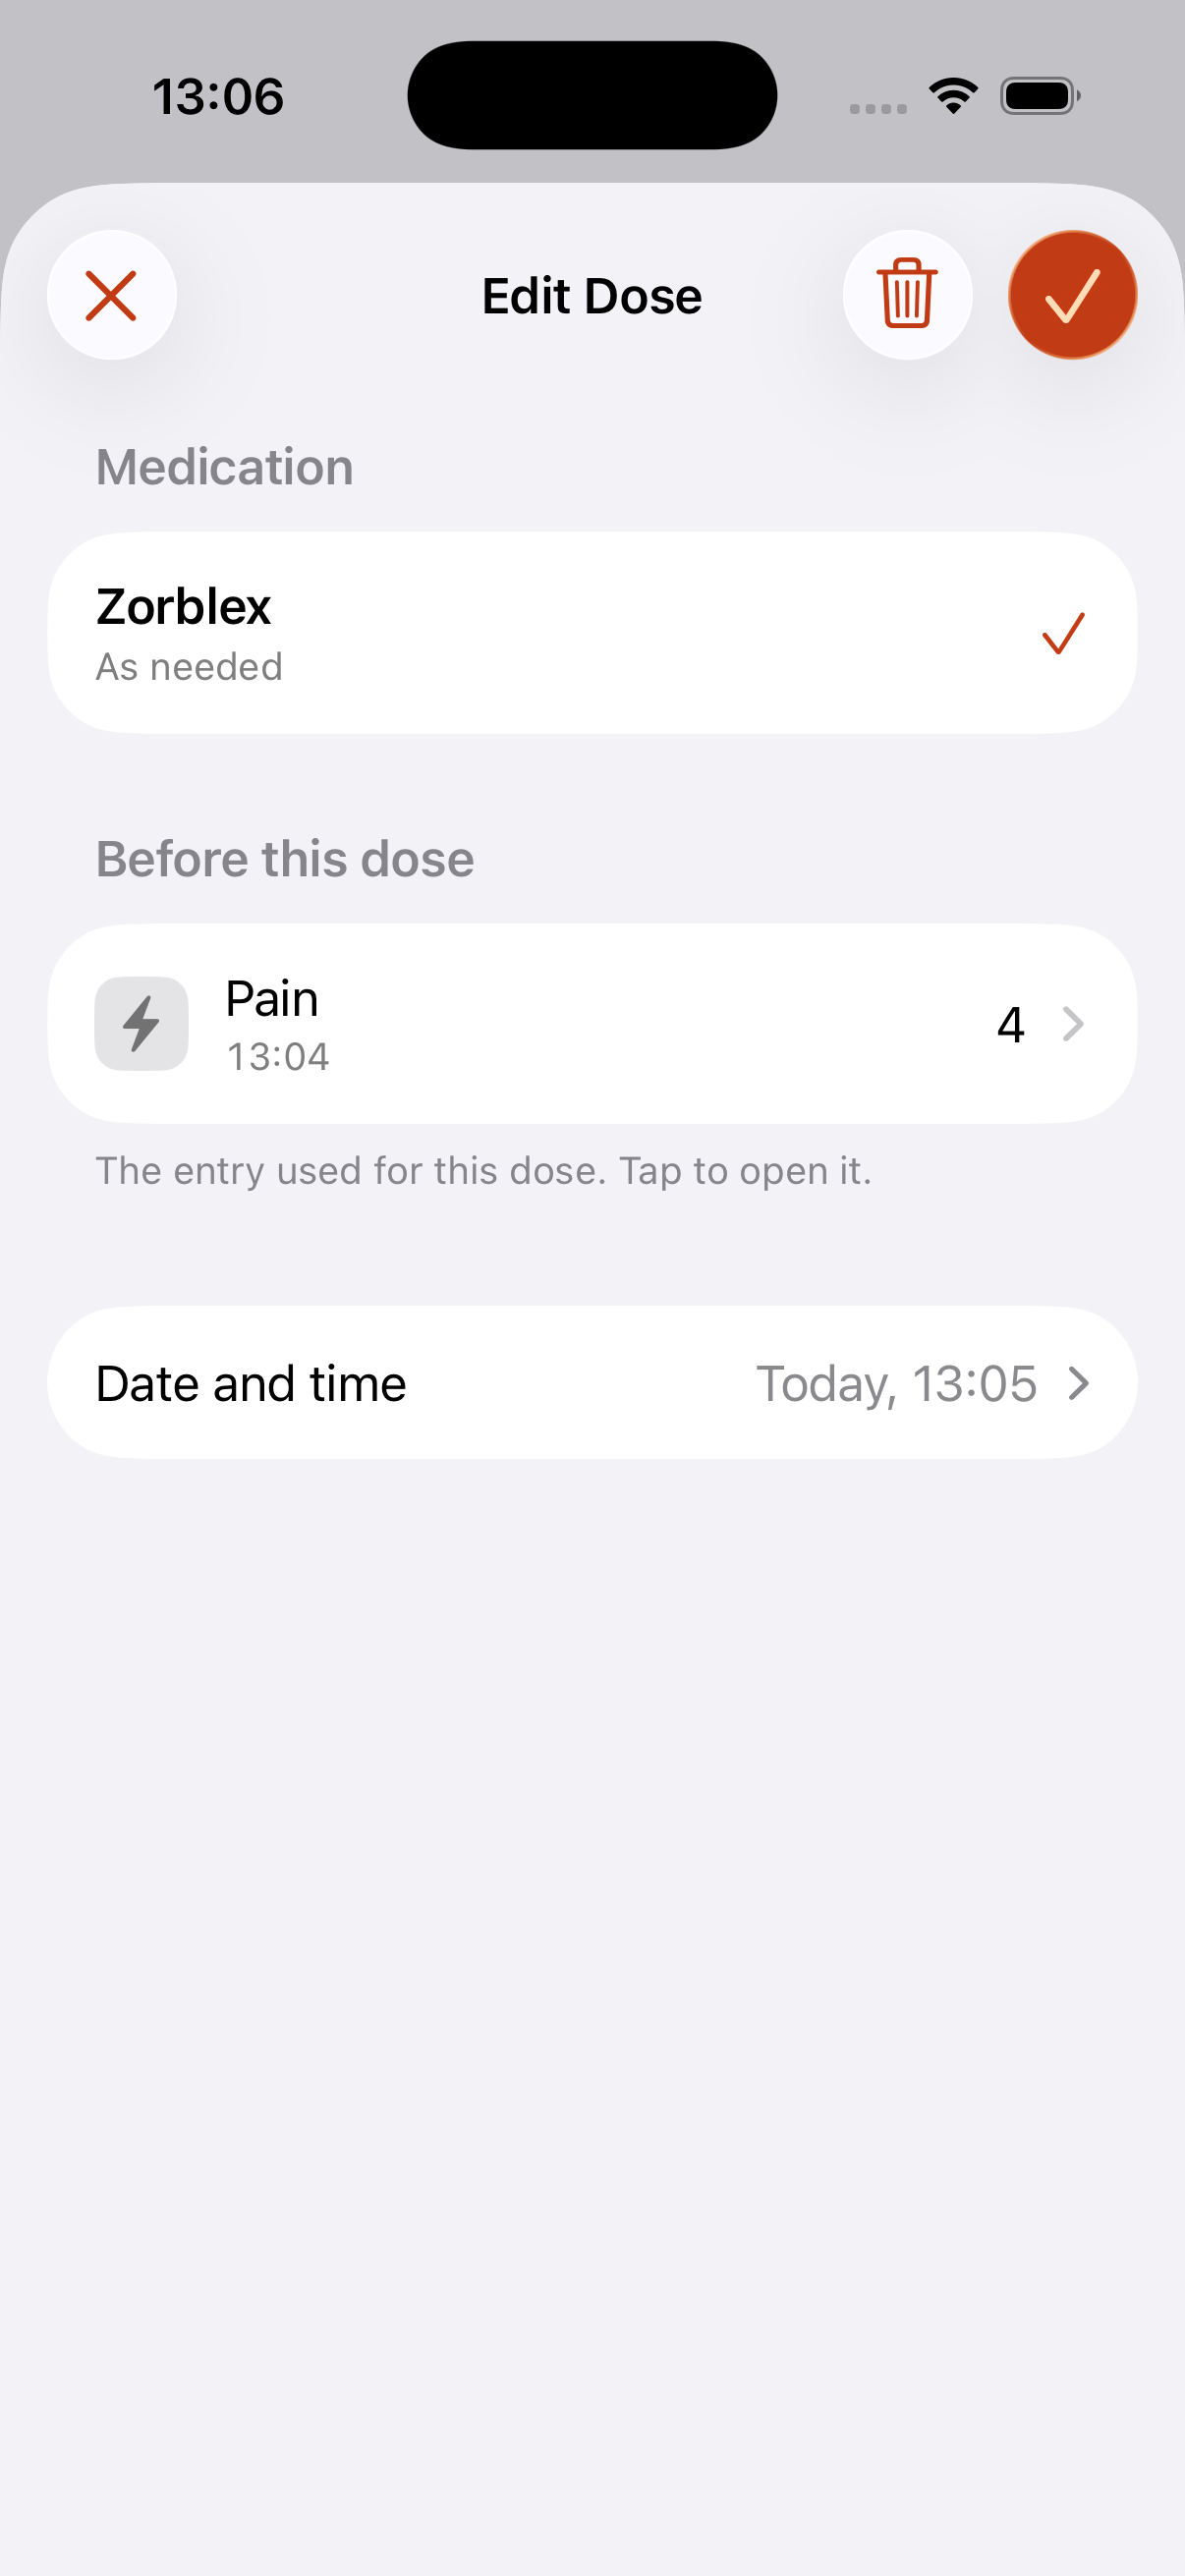 13:06
Edit Dose
Medication
Zorblex
As needed
Before this dose
Pain
13:04
4
The entry used for this dose. Tap to open it.
Date and time
Today, 13:05